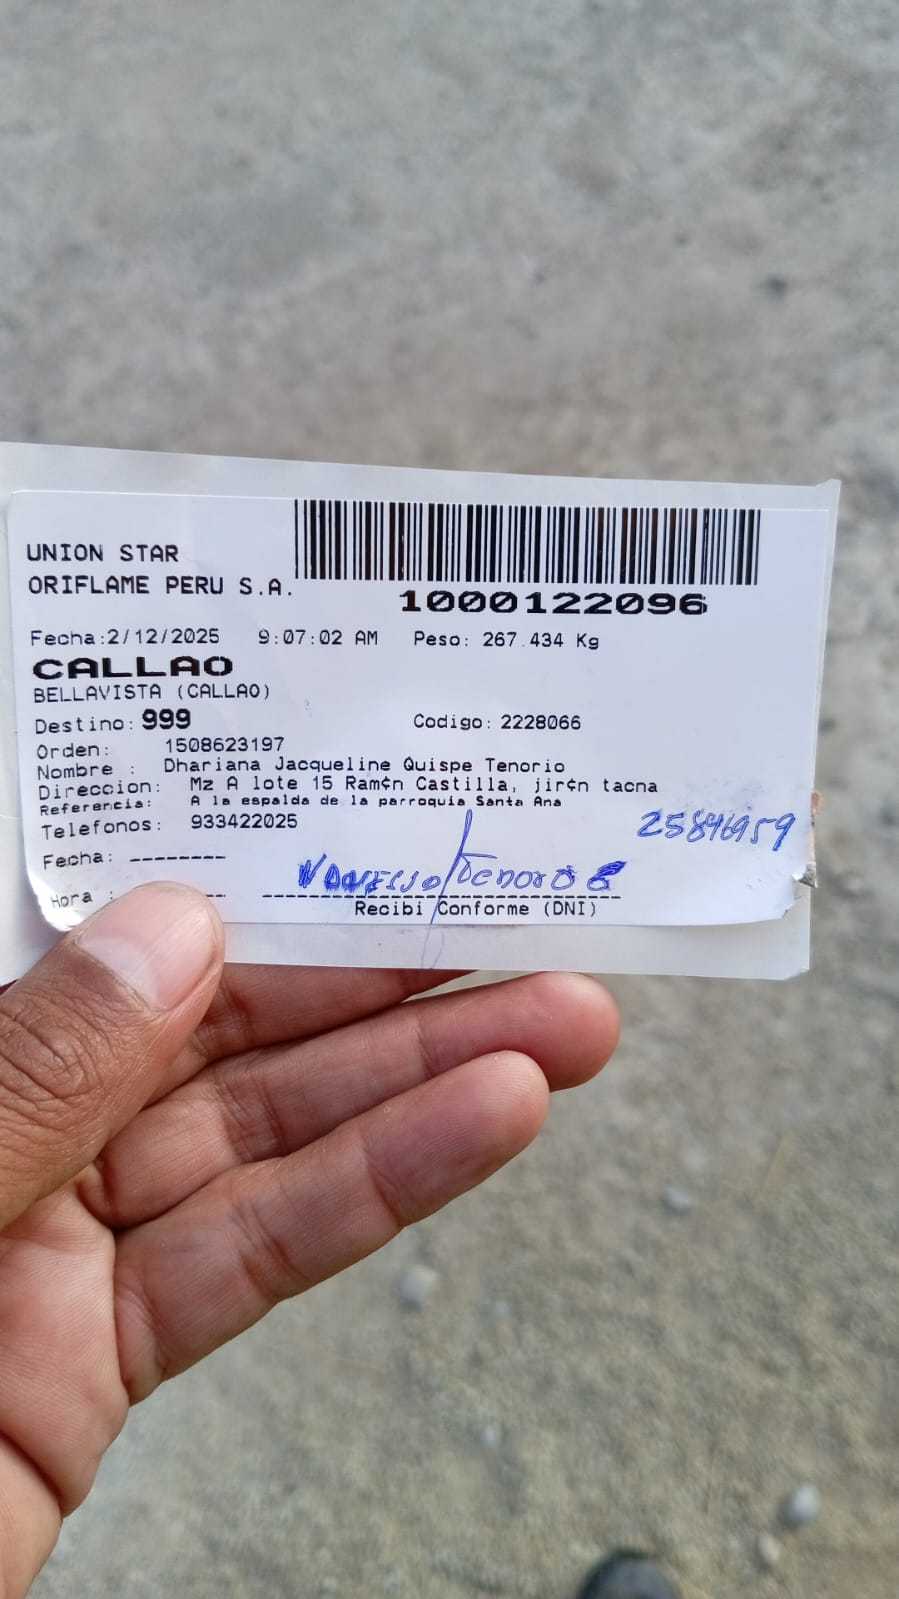 UNION STAR
ORIFLAME PERU S.A.
1000122096
Fecha:2/12/2025 9:07:02 AM Peso: 267.434 Kg
CALLAO
BELLAVISTA (CALLAO)
Destino: 999 Codigo: 2228066
Orden: 1508623197
Nombre : Dhariana Jacqueline Quispe Tenorio
Direccion: Mz A lote 15 Ram¢n Castilla, jir¢n tacna
Referencia: A la espalda de la parroquia Santa Ana
Telefonos: 933422025
Fecha: --------
Hora :
Recibi Conforme (DNI)